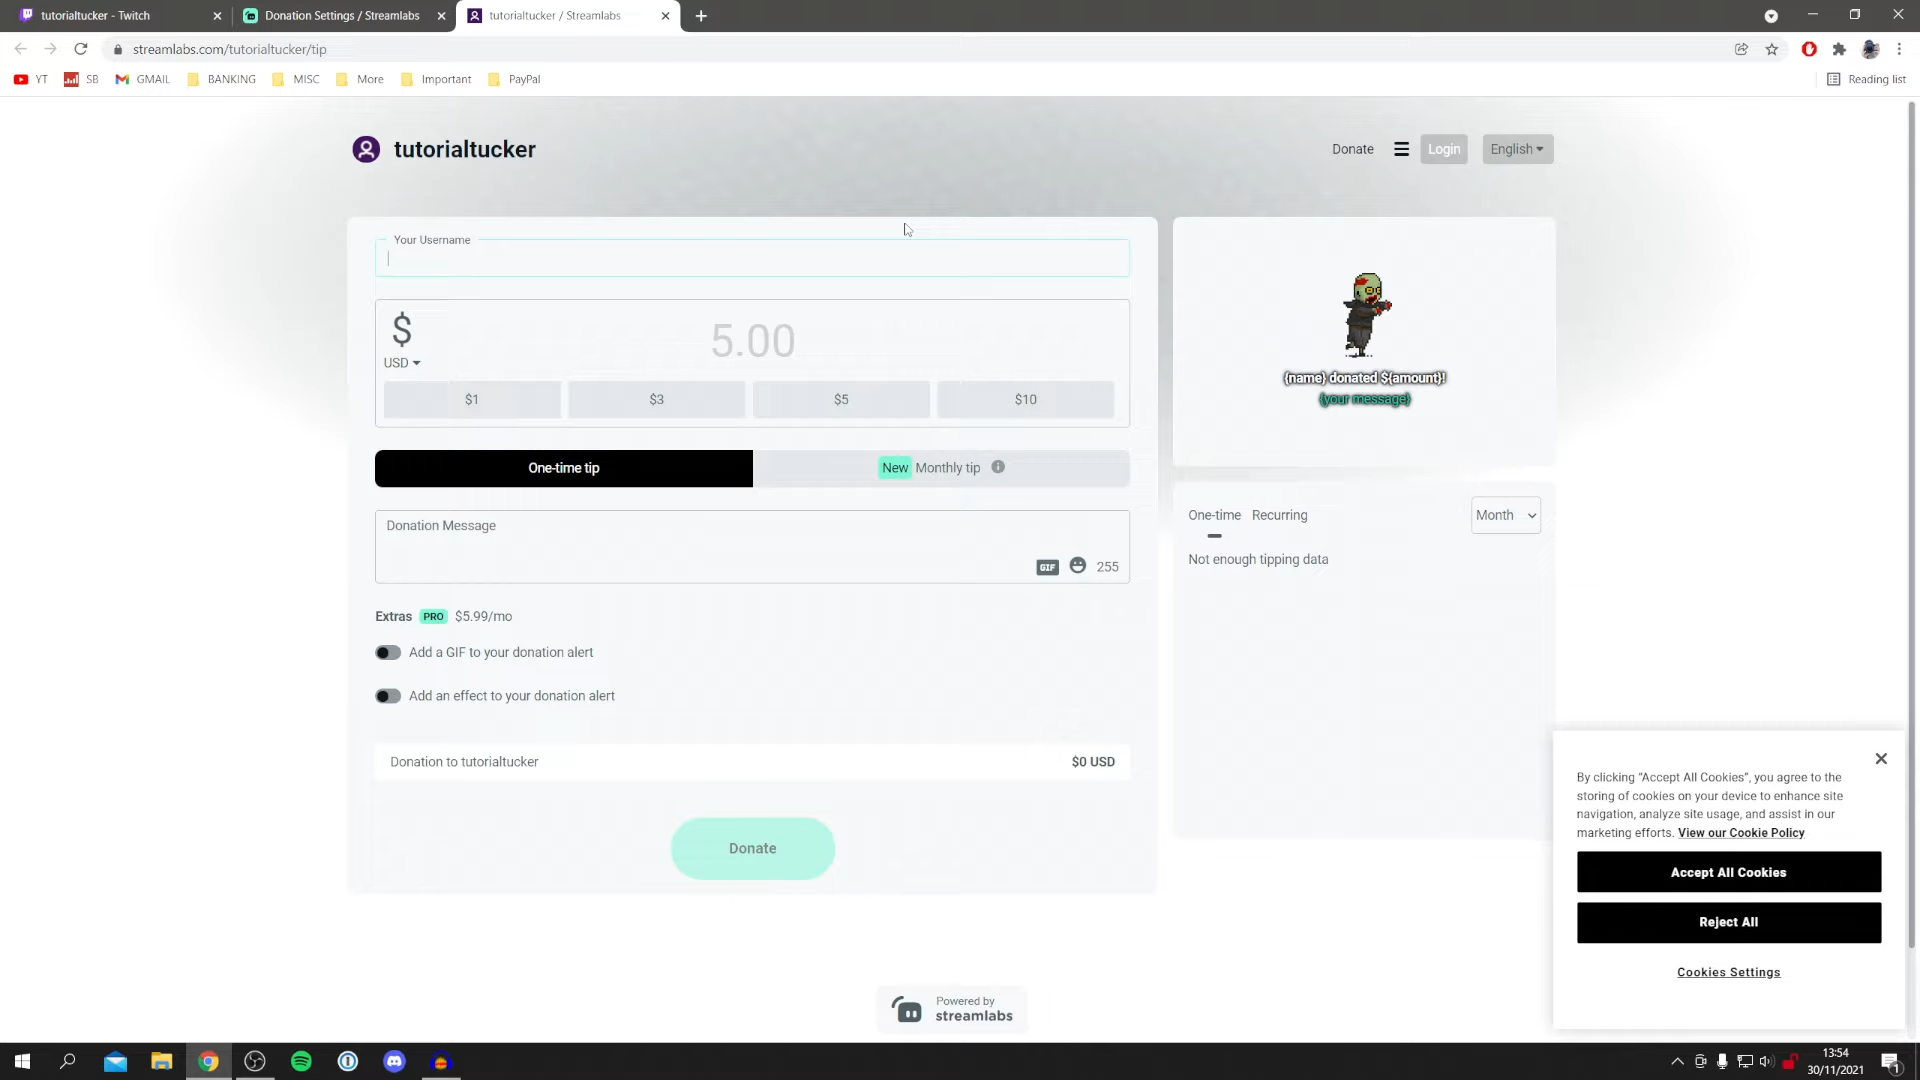 tutorialtucker - Twitch
Donation Settings / Streamlabs
tutorialtucker / Streamlabs
streamlabs.com/tutorialtucker/tip
YT
SB
GMAIL
BANKING
MISC
More
Important
PayPal
Reading list
tutorialtucker
Donate
Login
English
Your Username
$
USD
5.00
$1
$3
$5
$10
One-time tip
New Monthly tip
Donation Message
GIF
255
Extras PRO $5.99/mo
Add a GIF to your donation alert
Add an effect to your donation alert
Donation to tutorialtucker
$0 USD
Donate
{name} donated ${amount}!
{your message}
One-time
Recurring
Month
Not enough tipping data
By clicking “Accept All Cookies”, you agree to the
storing of cookies on your device to enhance site
navigation, analyze site usage, and assist in our
marketing efforts. View our Cookie Policy
Accept All Cookies
Reject All
Cookies Settings
Powered by
streamlabs
13:54
30/11/2021
1